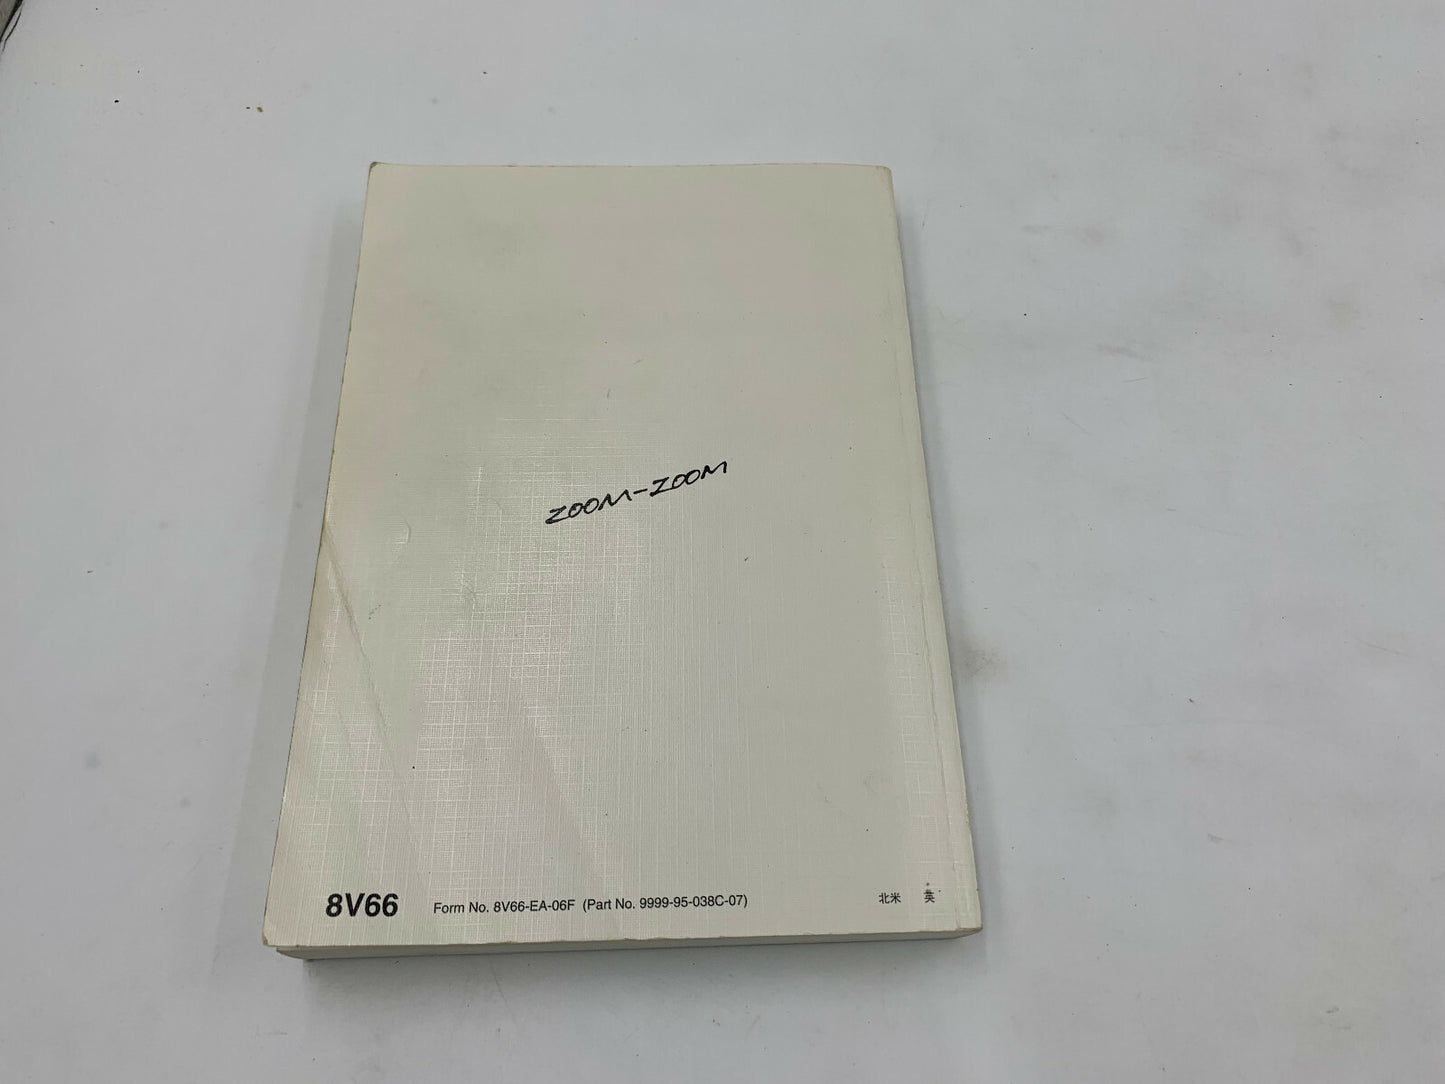 ZOOM-ZOOM
8V66 Form No. 8V66-EA-06F (Part No. 9999-95-038C-07) 北米 英